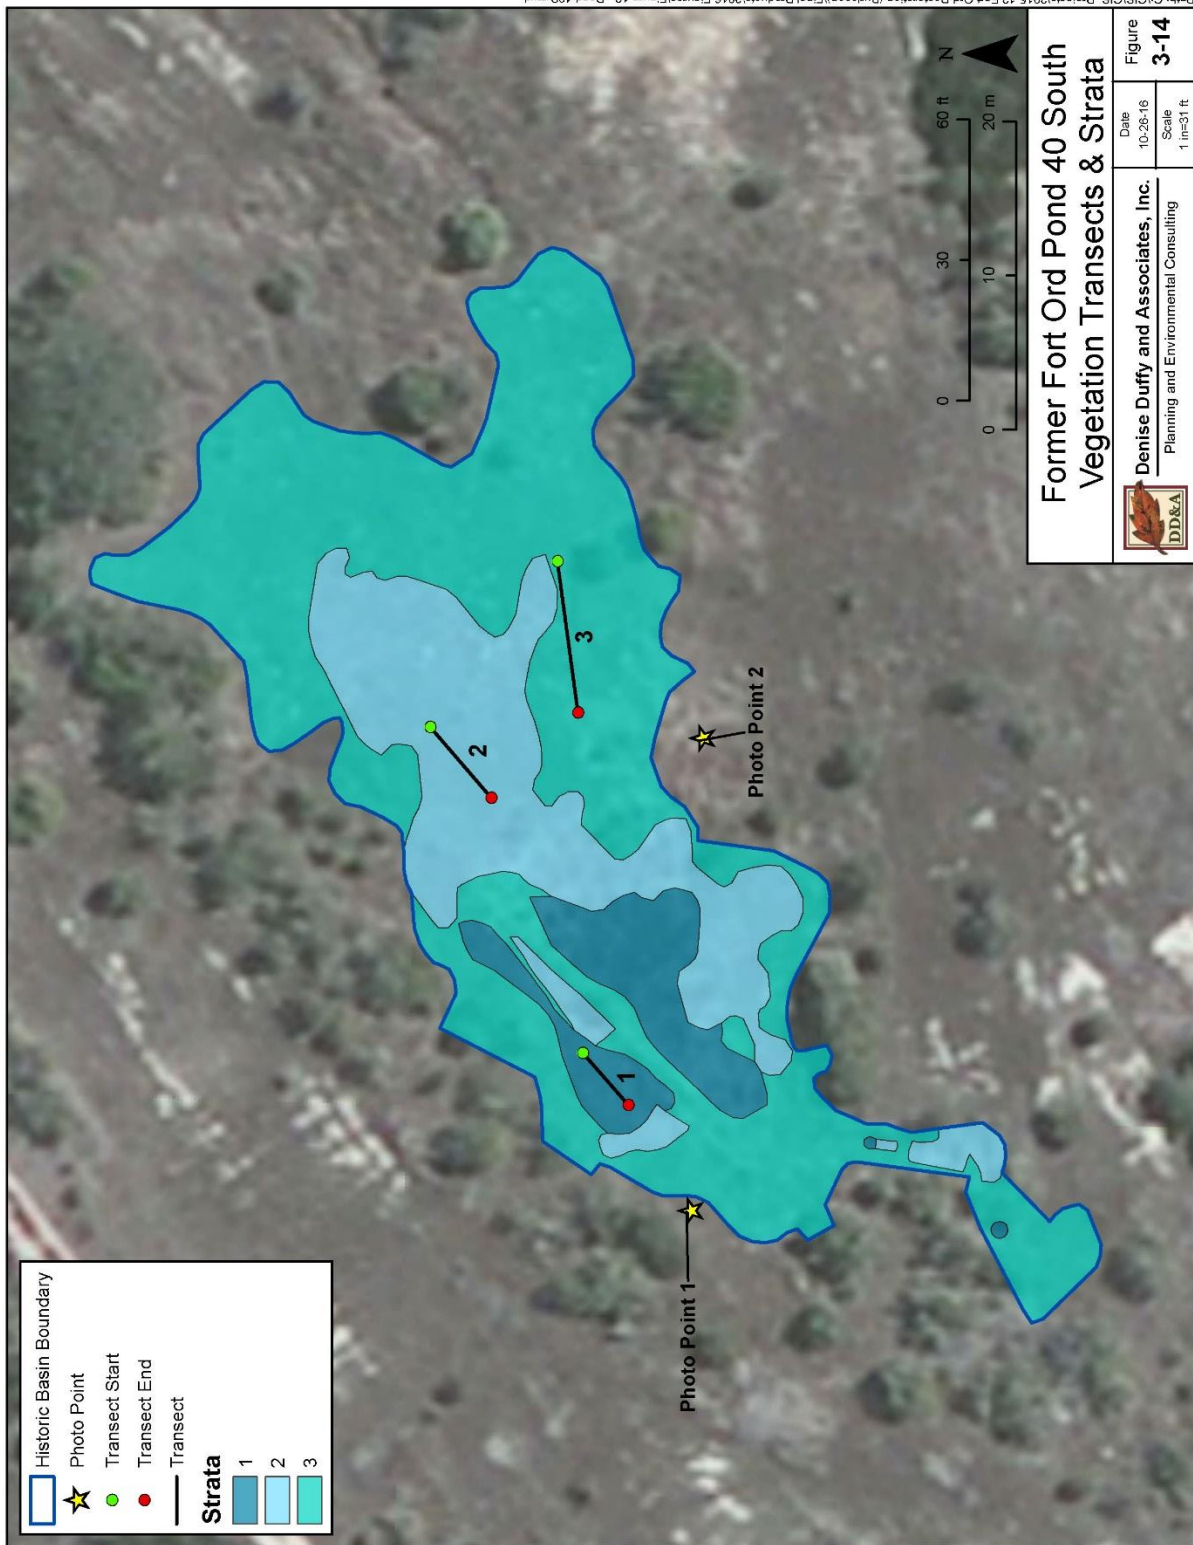 Historic Basin Boundary
Photo Point
Transect Start
Transect End
Transect
Strata
1
2
3
Photo Point 1
Photo Point 2
1
2
3
0 30 60 ft
0 10 20 m
N
Former Fort Ord Pond 40 South
Vegetation Transects & Strata
DD&A
Denise Duffy and Associates, Inc.
Planning and Environmental Consulting
Date
10-26-16
Scale
1 in=31 ft
Figure
3-14